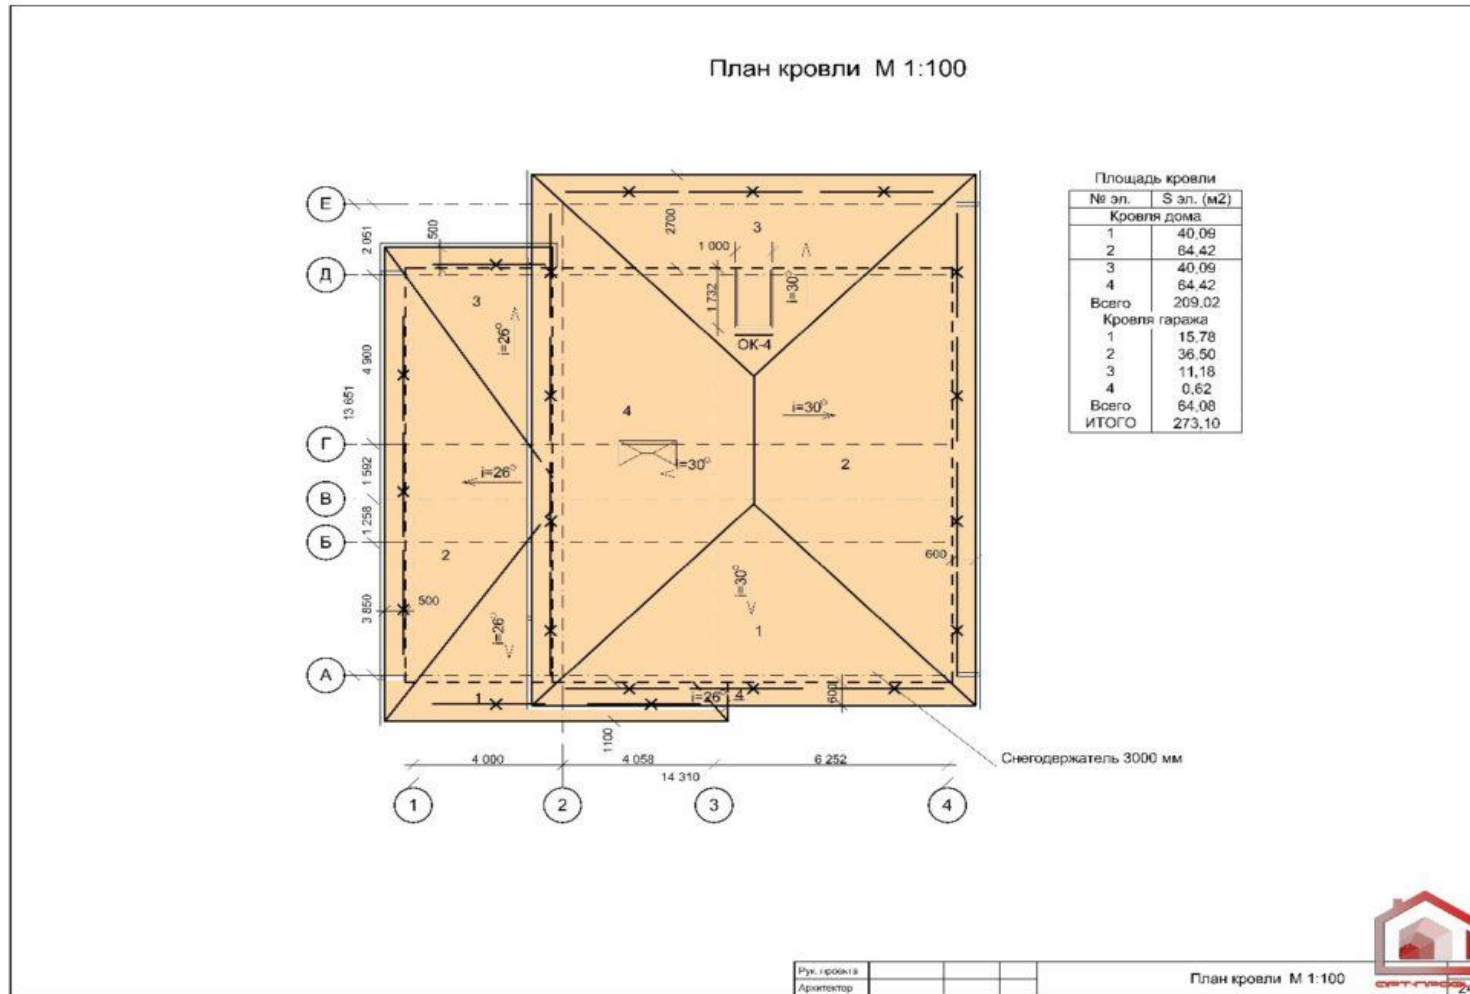 План кровли М 1:100
Площадь кровли
№ эл. S эл. (м2)
Кровля дома
1 40,09
2 64,42
3 40,09
4 64,42
Всего 209,02
Кровля гаража
1 15,78
2 36,50
3 11,18
4 0,62
Всего 64,08
ИТОГО 273,10
Е
2 051
500
2700
3
1 000
Д
3
1 732
i=30°
i=26°
ОК-4
4 900
13 651
4
i=30°
Г
i=26°
i=30°
2
1 592
В
1 258
Б
2
600
i=30°
500
3 850
i=26°
1
А
1
i=26° 4
600
1100
4 000
4 058
6 252
14 310
Снегодержатель 3000 мм
1
2
3
4
Рук. проекта
Архитектор
План кровли М 1:100